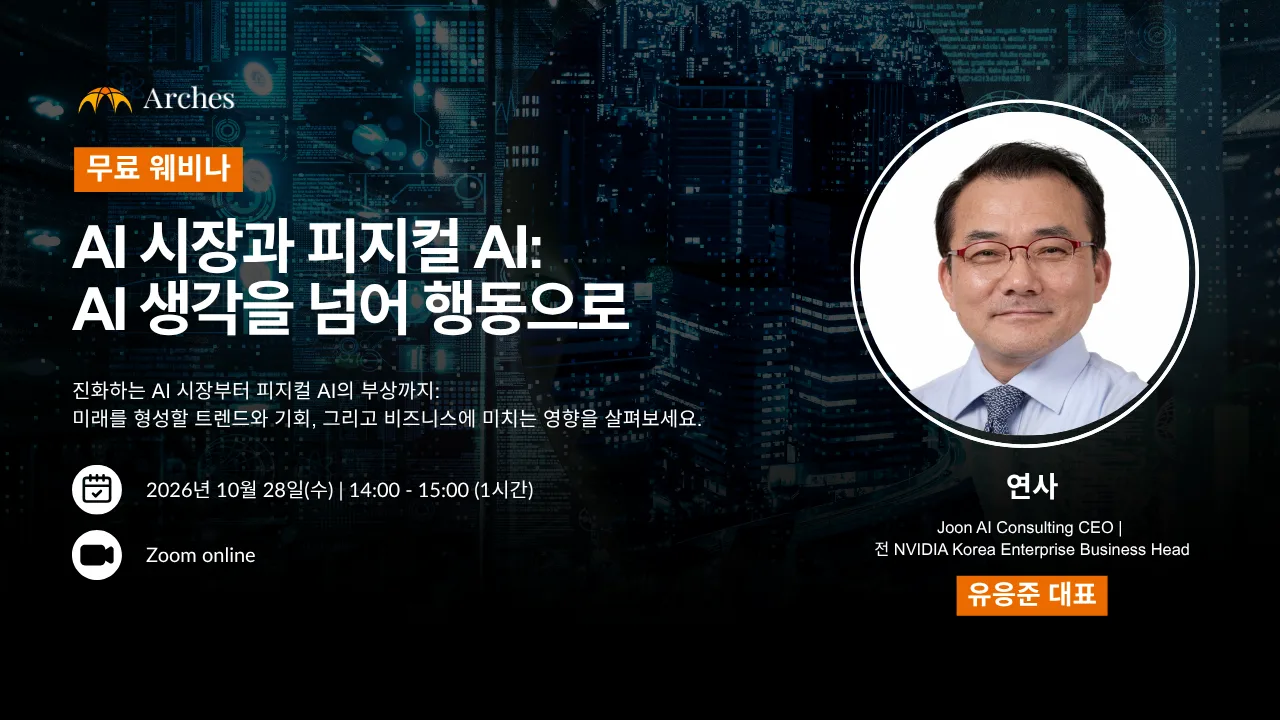 Arches
무료 웨비나
AI 시장과 피지컬 AI:
AI 생각을 넘어 행동으로
진화하는 AI 시장부터 피지컬 AI의 부상까지:
미래를 형성할 트렌드와 기회, 그리고 비즈니스에 미치는 영향을 살펴보세요.
2026년 10월 28일(수) | 14:00 - 15:00 (1시간)
Zoom online
연사
Joon AI Consulting CEO |
전 NVIDIA Korea Enterprise Business Head
유응준 대표